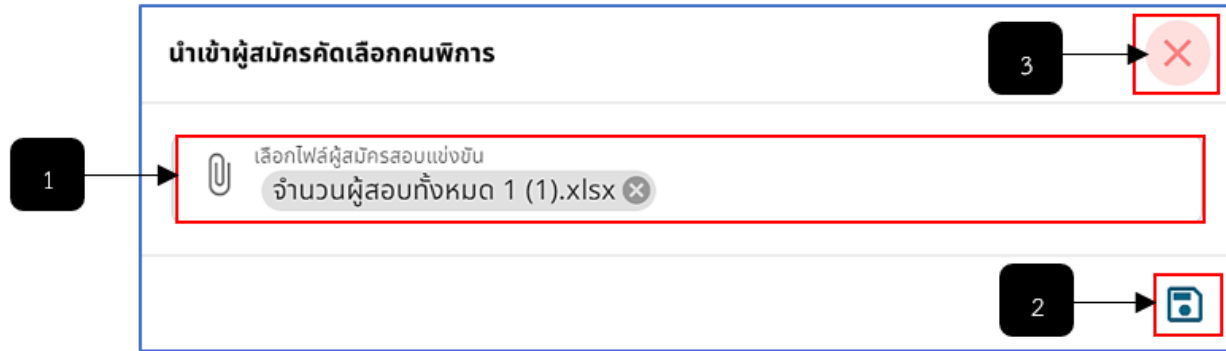 นำเข้าผู้สมัครคัดเลือกคนพิการ
3
เลือกไฟล์ผู้สมัครสอบแข่งขัน
1
จำนวนผู้สอบทั้งหมด 1 (1).xlsx
2